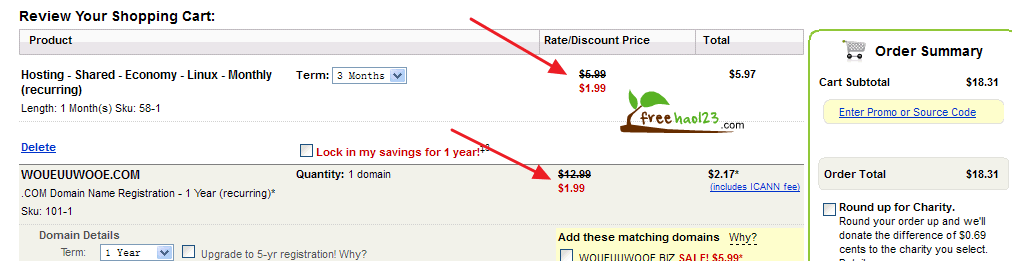 Review Your Shopping Cart:
Product Rate/Discount Price Total
Hosting - Shared - Economy - Linux - Monthly (recurring)
Length: 1 Month(s) Sku: 58-1
Term: 3 Months
$5.99
$1.99
$5.97
freehao123.com
Delete
Lock in my savings for 1 year!
WOUEUUWOOE.COM
.COM Domain Name Registration - 1 Year (recurring)*
Sku: 101-1
Quantity: 1 domain
$12.99
$1.99
$2.17*
(includes ICANN fee)
Domain Details
Term: 1 Year
Upgrade to 5-yr registration! Why?
Add these matching domains Why?
WOUEUUWOOE.BIZ SALE! $5.99*
Order Summary
Cart Subtotal $18.31
Enter Promo or Source Code
Order Total $18.31
Round up for Charity.
Round your order up and we'll
donate the difference of $0.69
cents to the charity you select.